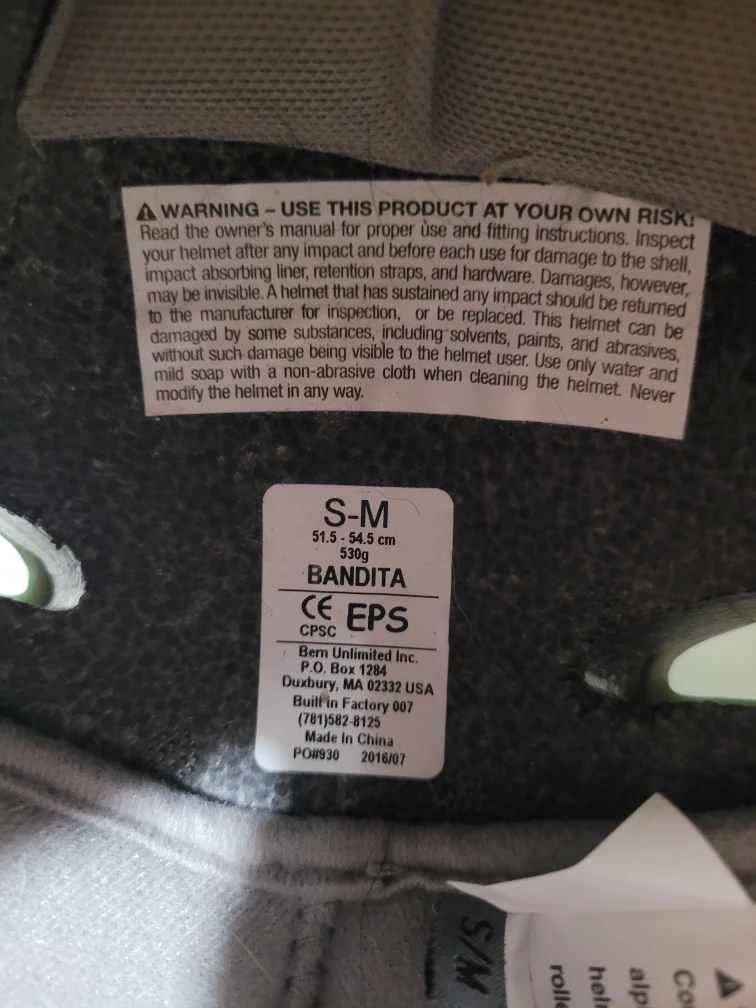 WARNING – USE THIS PRODUCT AT YOUR OWN RISK!
Read the owner's manual for proper use and fitting instructions. Inspect
your helmet after any impact and before each use for damage to the shell,
impact absorbing liner, retention straps, and hardware. Damages, however,
may be invisible. A helmet that has sustained any impact should be returned
to the manufacturer for inspection, or be replaced. This helmet can be
damaged by some substances, including solvents, paints, and abrasives,
without such damage being visible to the helmet user. Use only water and
mild soap with a non-abrasive cloth when cleaning the helmet. Never
modify the helmet in any way.
S-M
51.5 - 54.5 cm
530g
BANDITA
CE EPS
CPSC
Bern Unlimited Inc.
P.O. Box 1284
Duxbury, MA 02332 USA
Built in Factory 007
(781)582-8125
Made In China
PO#930 2016/07
S/M